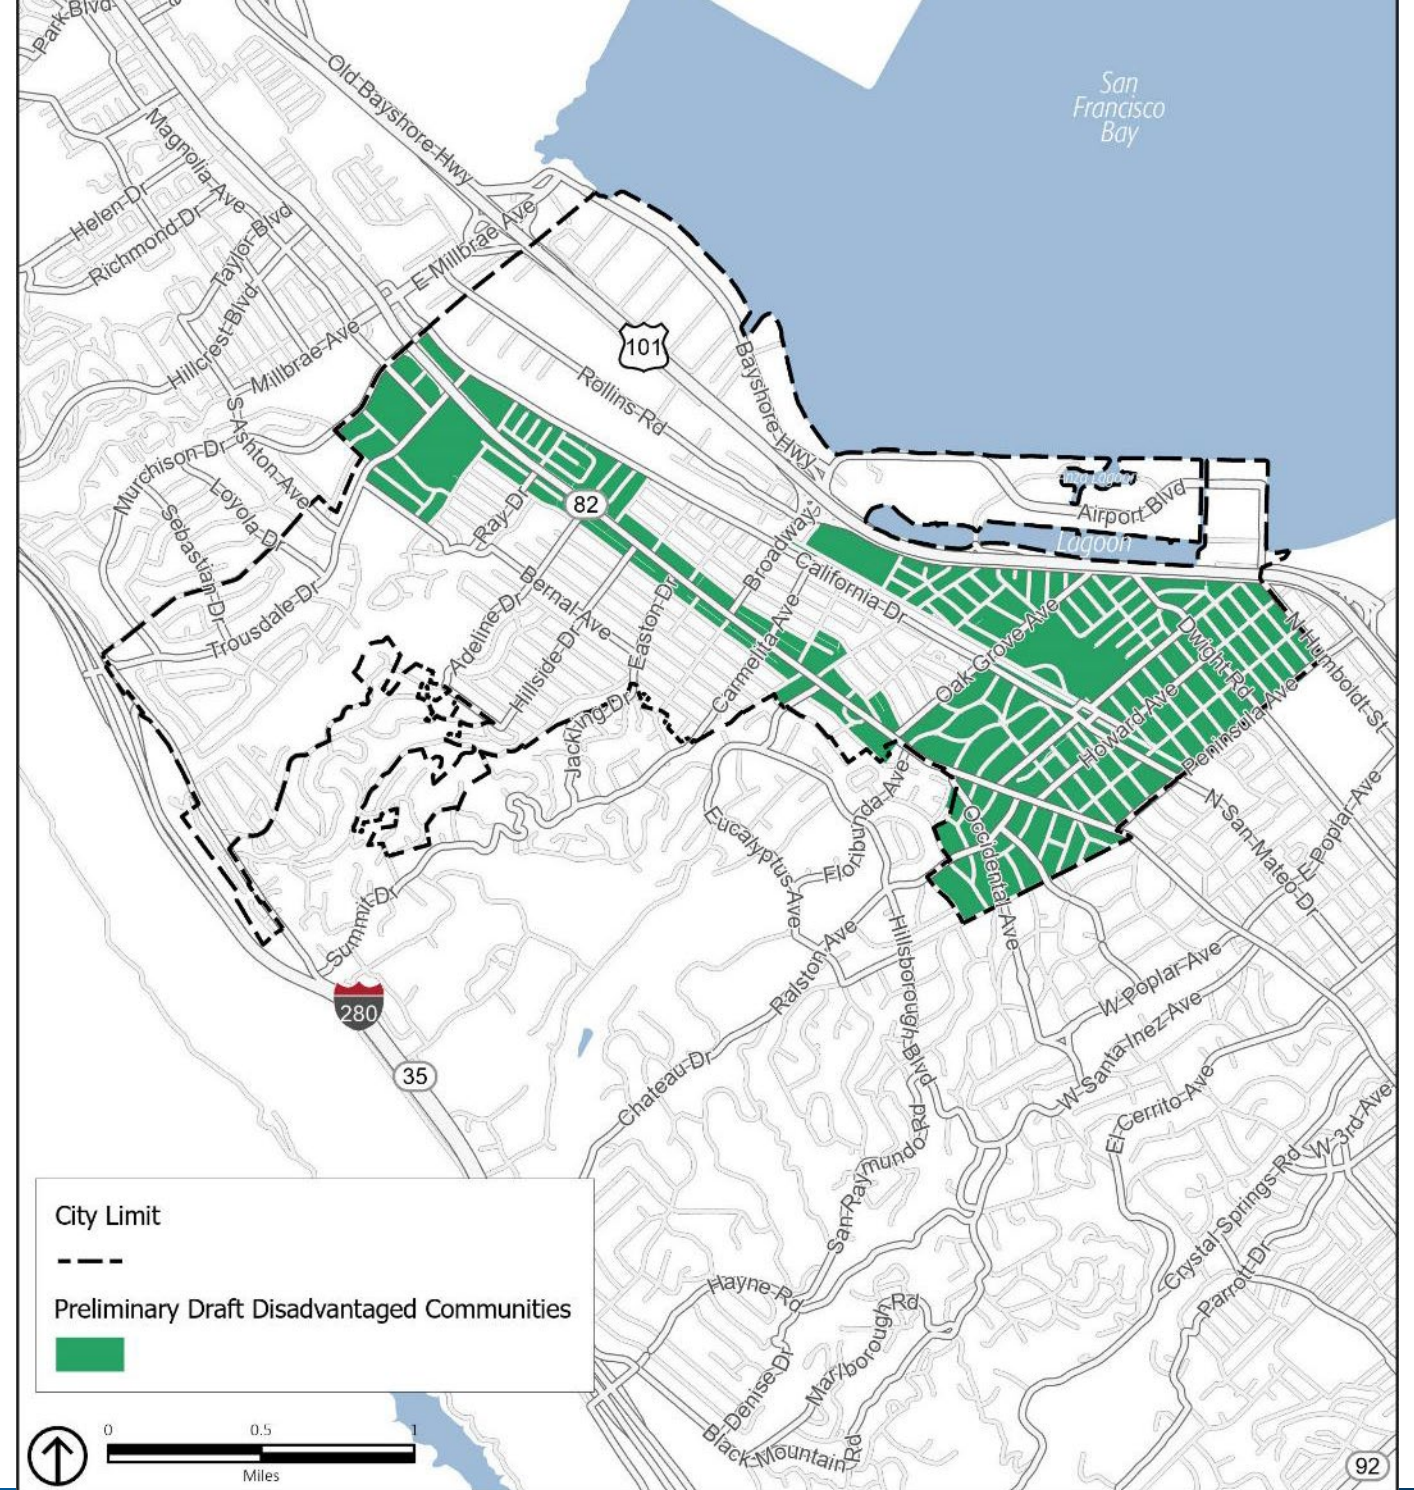 Park Blvd
Old Bayshore Hwy
San
Francisco
Bay
Magnolia Ave
Helen Dr
Richmond Dr
Taylor Blvd
E Millbrae Ave
Hillcrest Blvd
Millbrae Ave
101
Rollins Rd
Bayshore Hwy
S Ashton Ave
Murchison Dr
Loyola Dr
Sebastian Dr
Trousdale Dr
Ray Dr
82
Anza Lagoon
Airport Blvd
Lagoon
Broadway
California Dr
Bernal Ave
Adeline Dr
Hillside Dr
Easton Dr
Carmelita Ave
Jackling Dr
Oak Grove Ave
Dwight Rd
Howard Ave
Peninsula Ave
N Humboldt St
Eucalyptus Ave
Floribunda Ave
Occidental Ave
N San Mateo Dr
E Poplar Ave
Summit Dr
Ralston Ave
Hillsborough Blvd
W Poplar Ave
W Santa Inez Ave
280
35
Chateau Dr
El Cerrito Ave
W 3rd Ave
San Raymundo Rd
Crystal Springs Rd
Parrott Dr
Hayne Rd
Marlborough Rd
Denise Dr
Black Mountain Rd
92
City Limit
Preliminary Draft Disadvantaged Communities
0 0.5 1
Miles